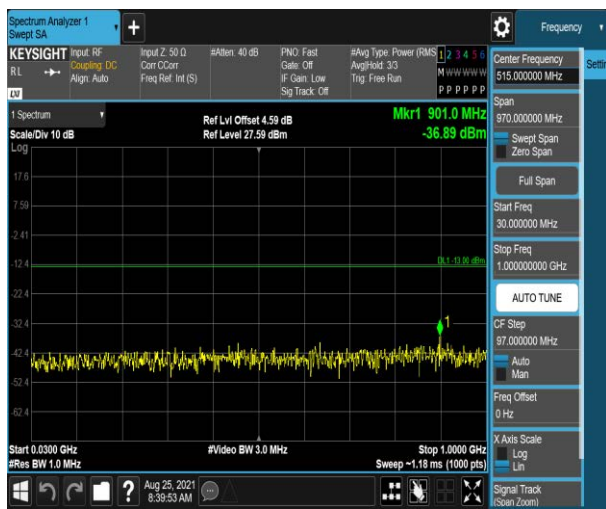 Spectrum Analyzer 1
Swept SA
+
Frequency
KEYSIGHT
RL
Input: RF
Coupling: DC
Align: Auto
Input Z: 50 Ω
Corr CCorr
Freq Ref: Int (S)
#Atten: 40 dB
PNO: Fast
Gate: Off
IF Gain: Low
Sig Track: Off
#Avg Type: Power (RMS
Avg|Hold: 3/3
Trig: Free Run
1 2 3 4 5 6
M W W W W W
P P P P P P
LXI
1 Spectrum
Scale/Div 10 dB
Log
Ref Lvl Offset 4.59 dB
Ref Level 27.59 dBm
Mkr1 901.0 MHz
-36.89 dBm
17.6
7.59
-2.41
-12.4
DL1 -13.00 dBm
-22.4
-32.4
1
-42.4
-52.4
-62.4
Start 0.0300 GHz
#Res BW 1.0 MHz
#Video BW 3.0 MHz
Stop 1.0000 GHz
Sweep ~1.18 ms (1000 pts)
Aug 25, 2021
8:39:53 AM
?
Center Frequency
515.000000 MHz
Settin
Span
970.000000 MHz
Swept Span
Zero Span
Full Span
Start Freq
30.000000 MHz
Stop Freq
1.000000000 GHz
AUTO TUNE
CF Step
97.000000 MHz
Auto
Man
Freq Offset
0 Hz
X Axis Scale
Log
Lin
Signal Track
(Span Zoom)